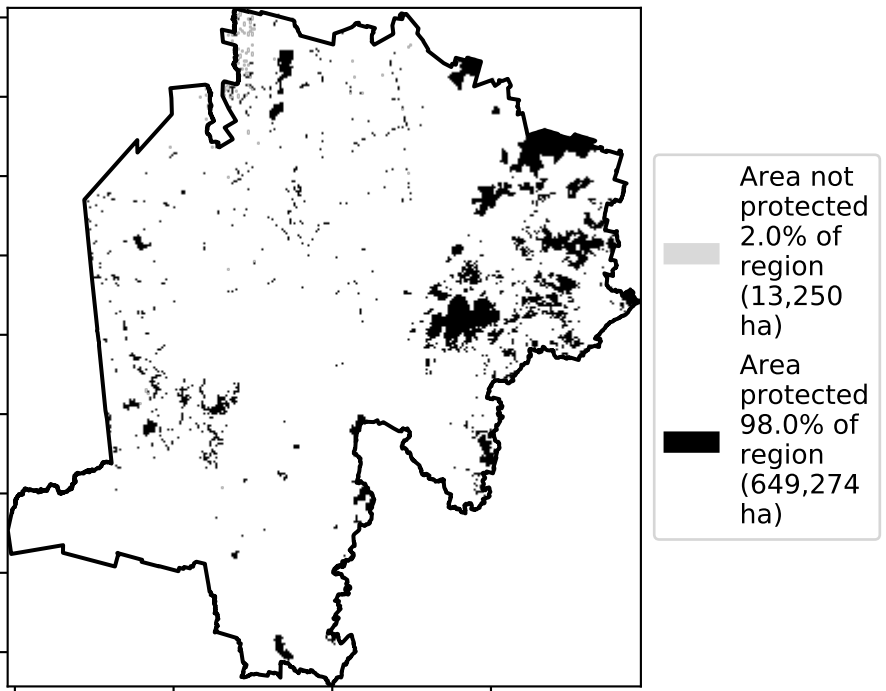 Area not
protected
2.0% of
region
(13,250
ha)
Area
protected
98.0% of
region
(649,274
ha)